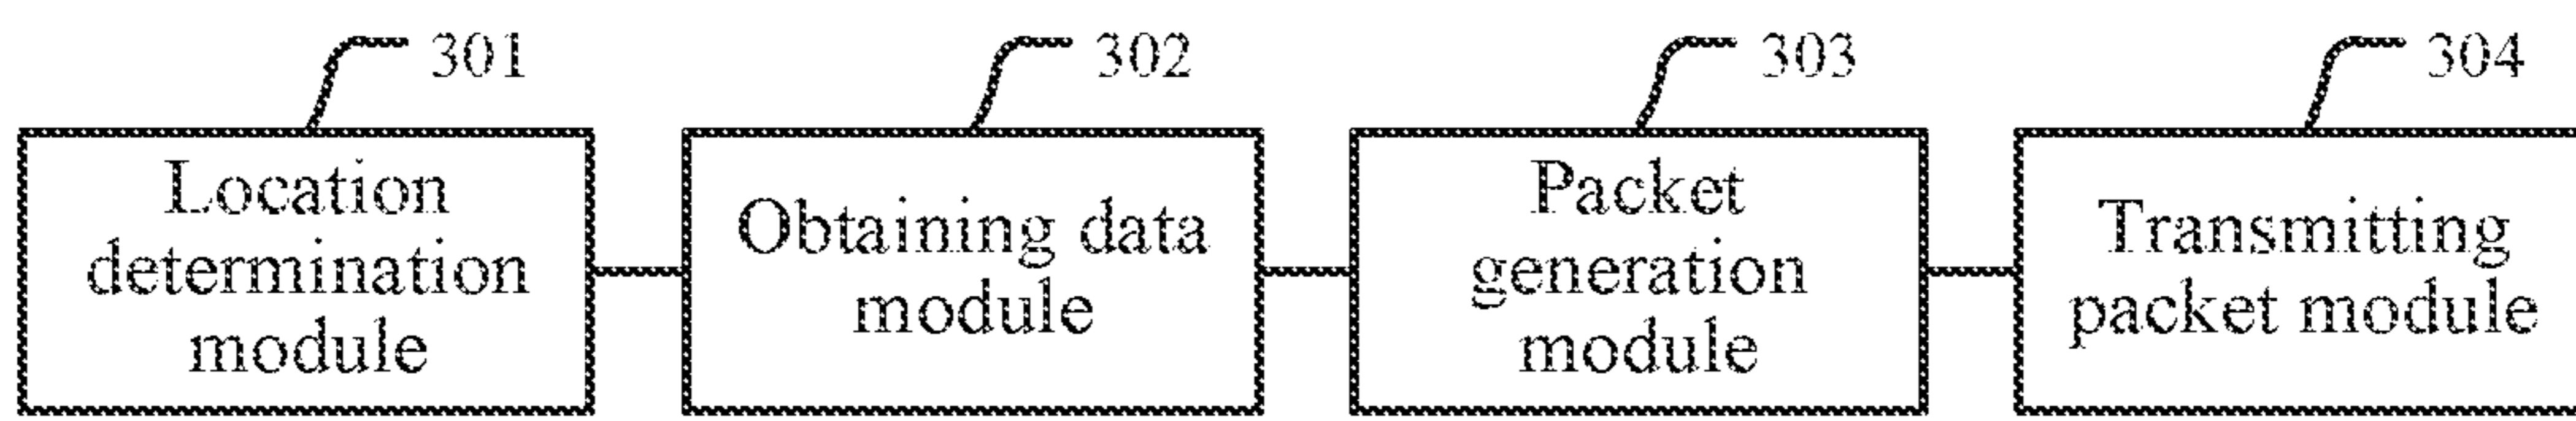 301
302
303
304
Location
determination
module
Obtaining data
module
Packet
generation
module
Transmitting
packet module